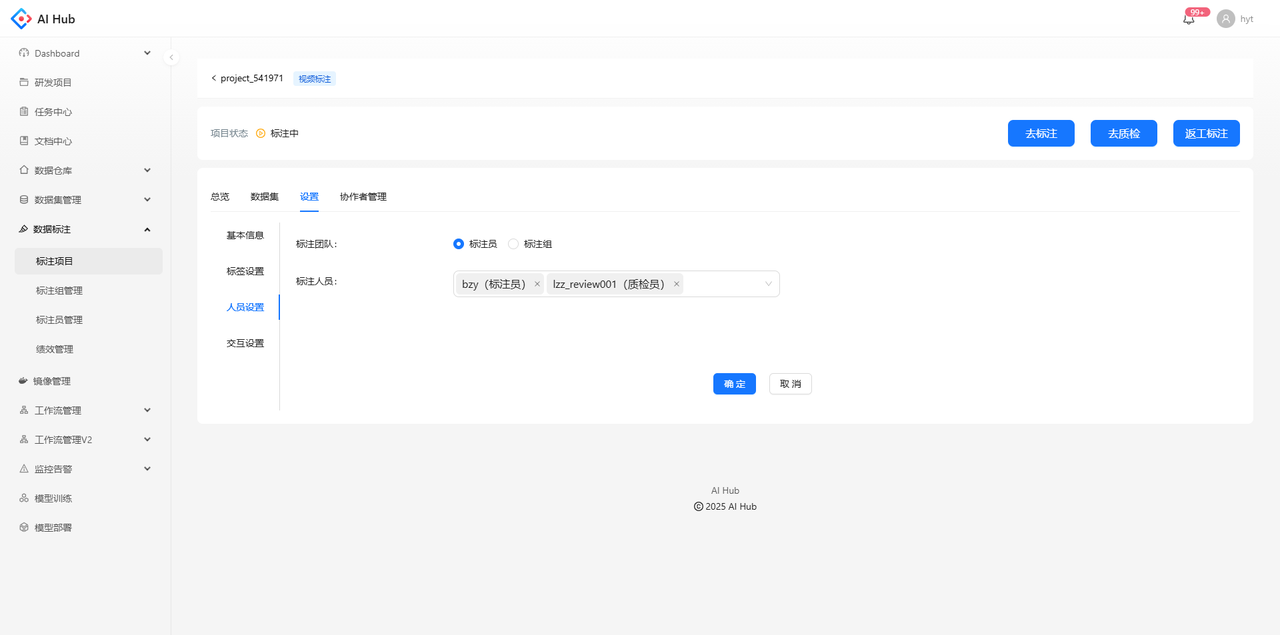 AI Hub
99+
hyt
Dashboard
研发项目
任务中心
文档中心
数据仓库
数据集管理
数据标注
标注项目
标注组管理
标注员管理
绩效管理
镜像管理
工作流管理
工作流管理V2
监控告警
模型训练
模型部署
project_541971 视频标注
项目状态 标注中
去标注 去质检 返工标注
总览 数据集 设置 协作者管理
基本信息
标签设置
人员设置
交互设置
标注团队: 标注员 标注组
标注人员: bzy（标注员） × lzz_review001（质检员） ×
确 定 取 消
AI Hub
© 2025 AI Hub